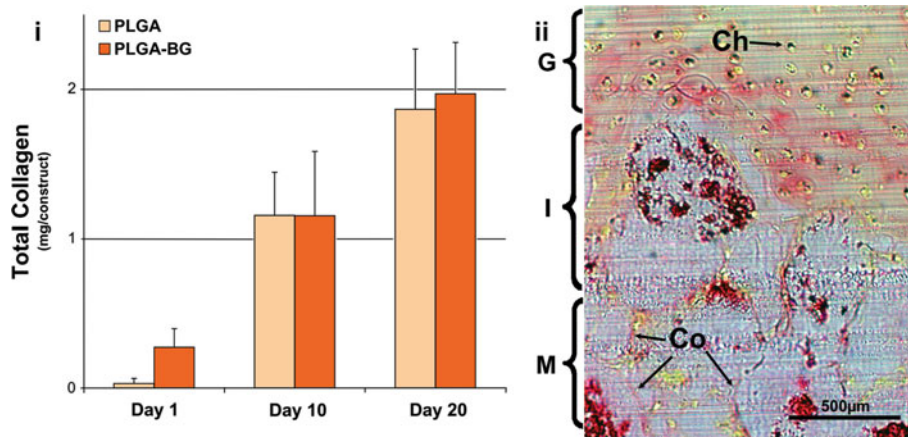 i
PLGA
PLGA-BG
Total Collagen
(mg/construct)
2
1
0
Day 1
Day 10
Day 20
ii
G
I
M
Ch
Co
500µm